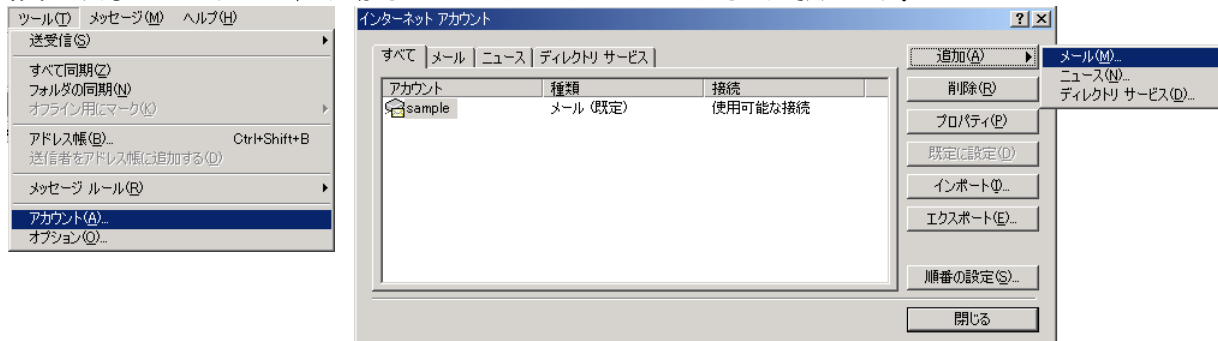 ツール(T) メッセージ(M) ヘルプ(H)
送受信(S)
すべて同期(Z)
フォルダの同期(N)
オフライン用にマーク(K)
アドレス帳(B)... Ctrl+Shift+B
送信者をアドレス帳に追加する(D)
メッセージ ルール(R)
アカウント(A)...
オプション(O)...
インターネット アカウント
すべて メール ニュース ディレクトリ サービス
アカウント 種類 接続
sample メール (既定) 使用可能な接続
追加(A)
削除(R)
プロパティ(P)
既定に設定(D)
インポート(I)...
エクスポート(E)...
順番の設定(S)...
閉じる
メール(M)...
ニュース(N)...
ディレクトリ サービス(D)...